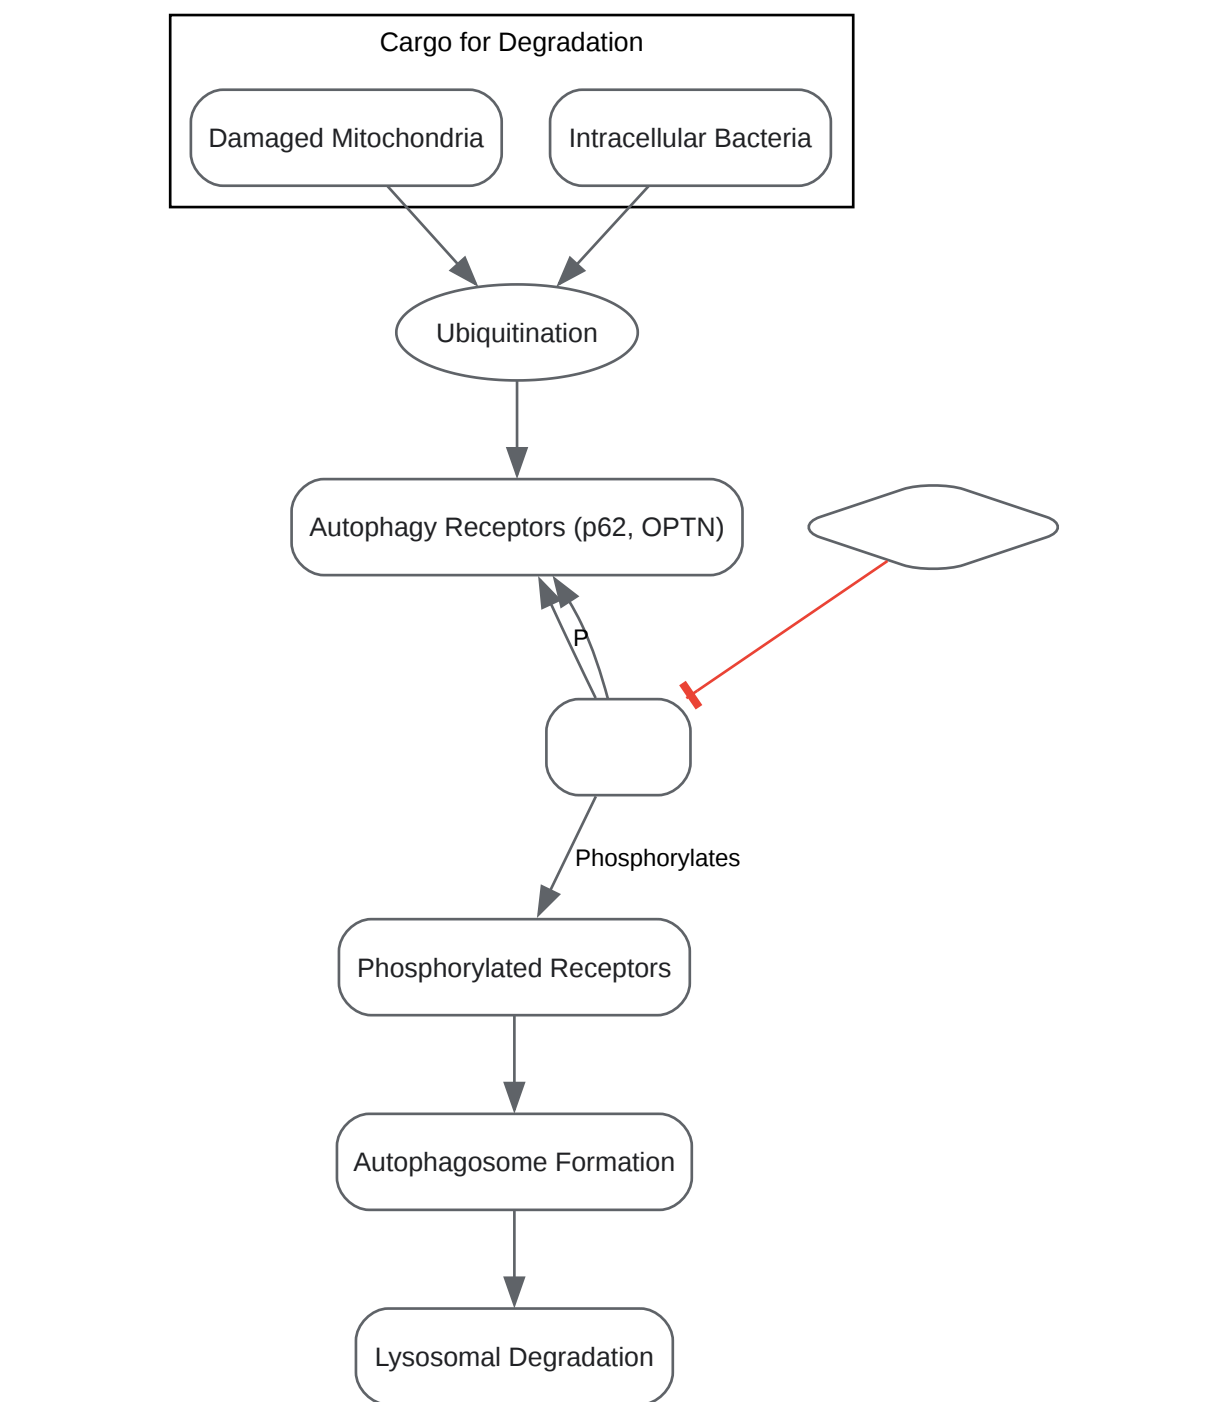 Cargo for Degradation
Damaged Mitochondria
Intracellular Bacteria
Ubiquitination
Autophagy Receptors (p62, OPTN)
P
Phosphorylates
Phosphorylated Receptors
Autophagosome Formation
Lysosomal Degradation